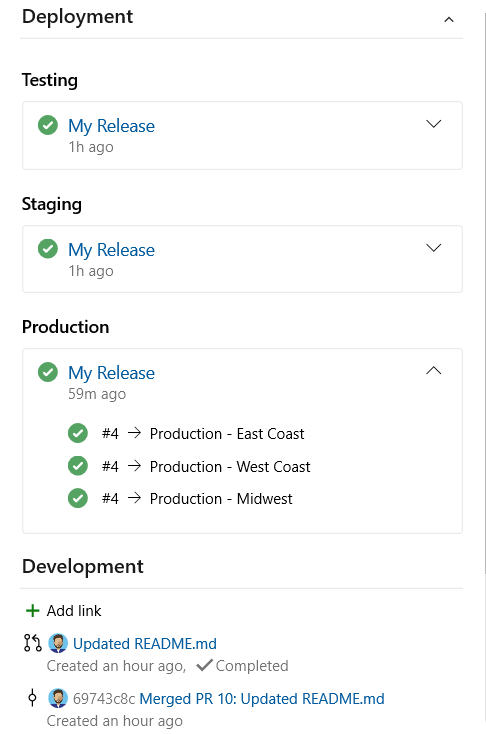 Deployment
Testing
My Release
1h ago
Staging
My Release
1h ago
Production
My Release
59m ago
#4 → Production - East Coast
#4 → Production - West Coast
#4 → Production - Midwest
Development
+ Add link
Updated README.md
Created an hour ago, ✓ Completed
69743c8c Merged PR 10: Updated README.md
Created an hour ago